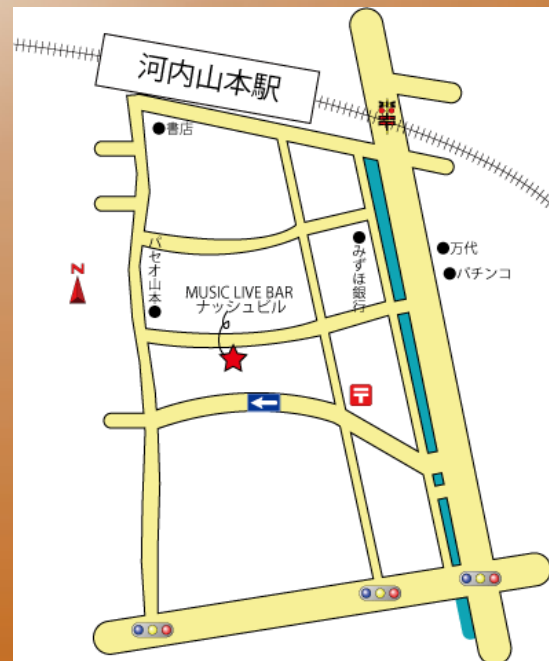 河内山本駅
書店
パセオ山本
みずほ銀行
万代
パチンコ
N
MUSIC LIVE BAR
ナッシュビル
〒